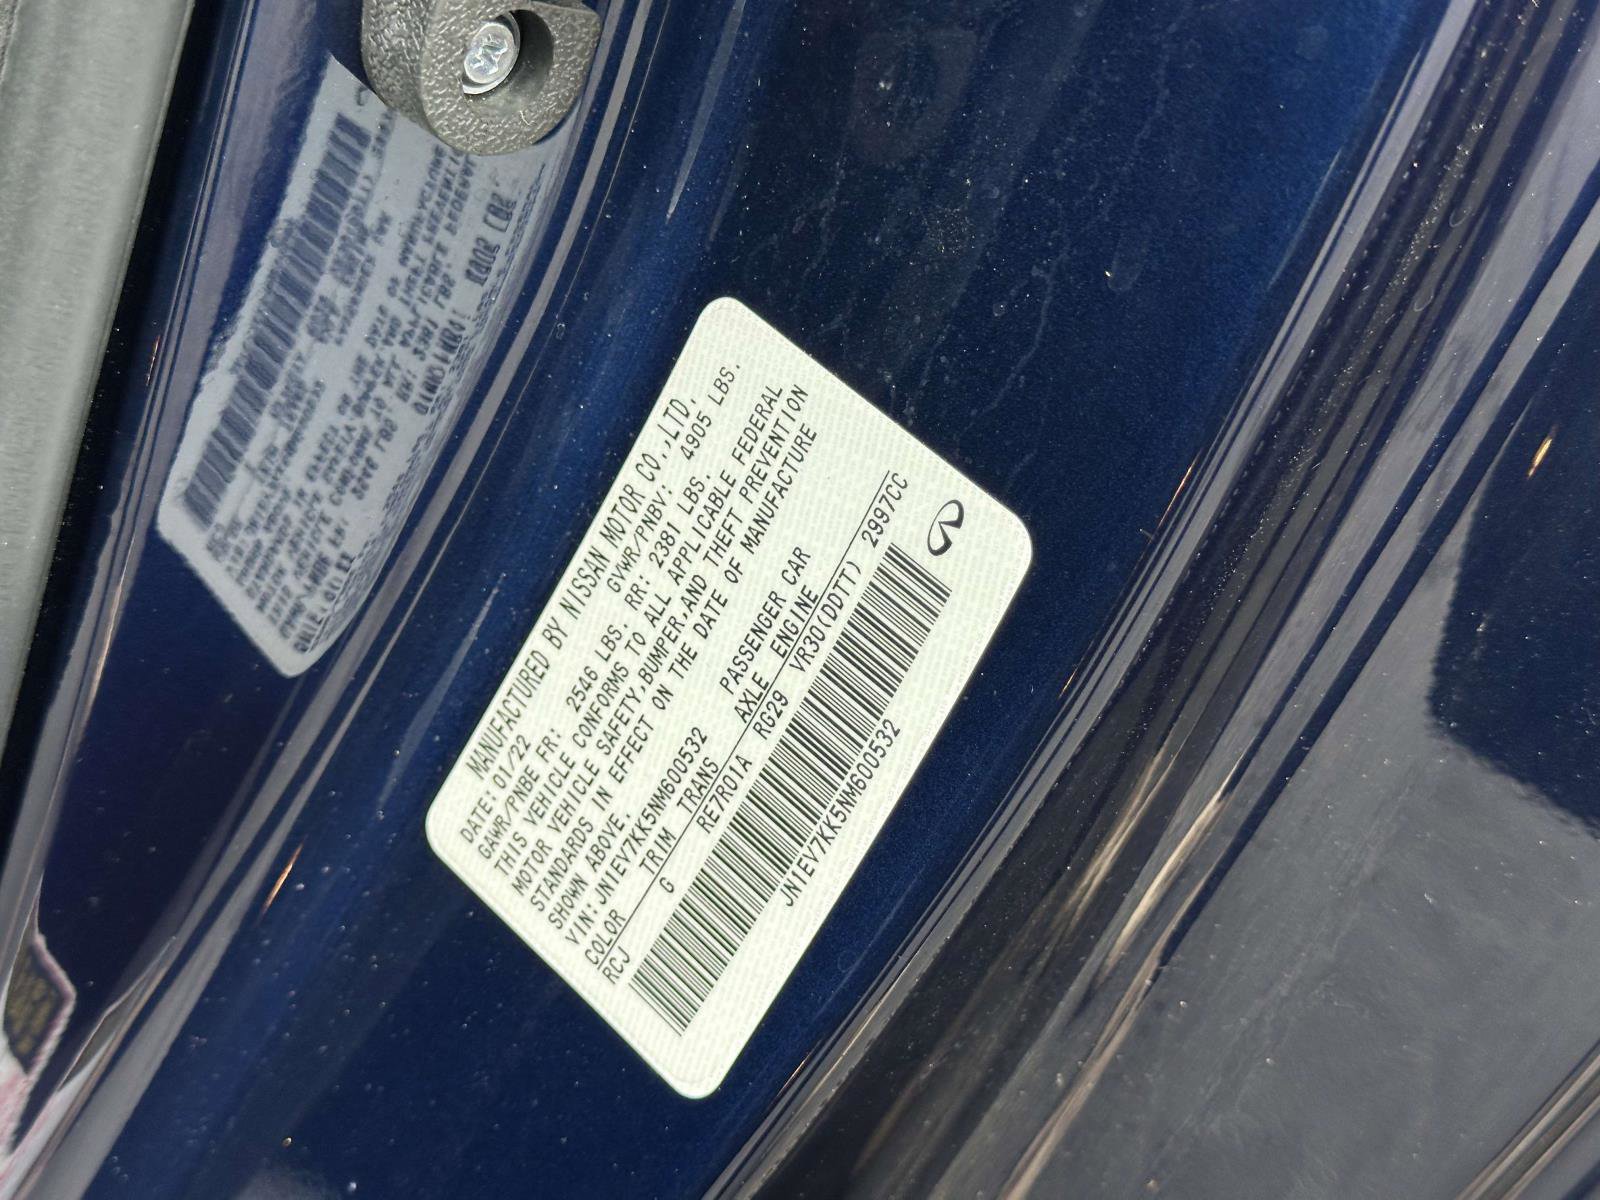 MANUFACTURED BY NISSAN MOTOR CO.,LTD.
DATE: 01/22 GVWR/PNBV: 4905 LBS.
GAWR/PNBE FR: 2546 LBS. RR: 2381 LBS.
THIS VEHICLE CONFORMS TO ALL APPLICABLE FEDERAL
MOTOR VEHICLE SAFETY,BUMPER,AND THEFT PREVENTION
STANDARDS IN EFFECT ON THE DATE OF MANUFACTURE
SHOWN ABOVE.
VIN:JN1EV7KK5NM600532 PASSENGER CAR
COLOR TRIM TRANS AXLE ENGINE
RCJ G RE7R01A RG29 VR30(DDTT) 2997CC
JN1EV7KK5NM600532